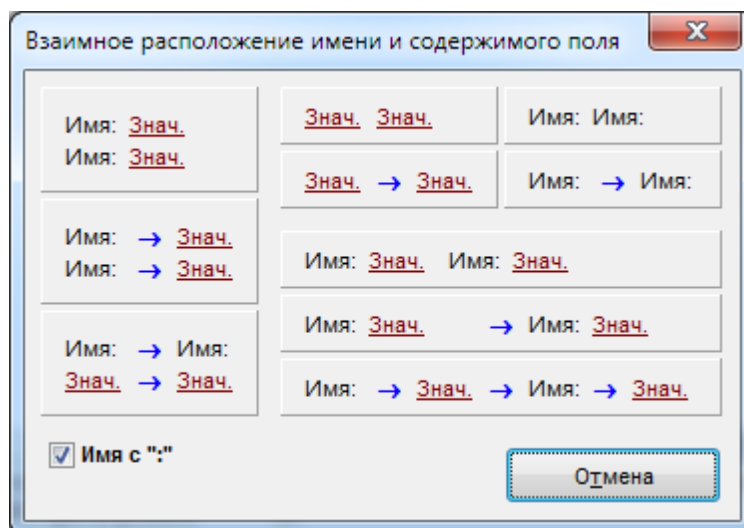 Взаимное расположение имени и содержимого поля
Имя: Знач.
Имя: Знач.
Имя: → Знач.
Имя: → Знач.
Имя: → Имя:
Знач. → Знач.
Знач. Знач.
Имя: Имя:
Знач. → Знач.
Имя: → Имя:
Имя: Знач. Имя: Знач.
Имя: Знач. → Имя: Знач.
Имя: → Знач. → Имя: → Знач.
Имя с ":"
Отмена